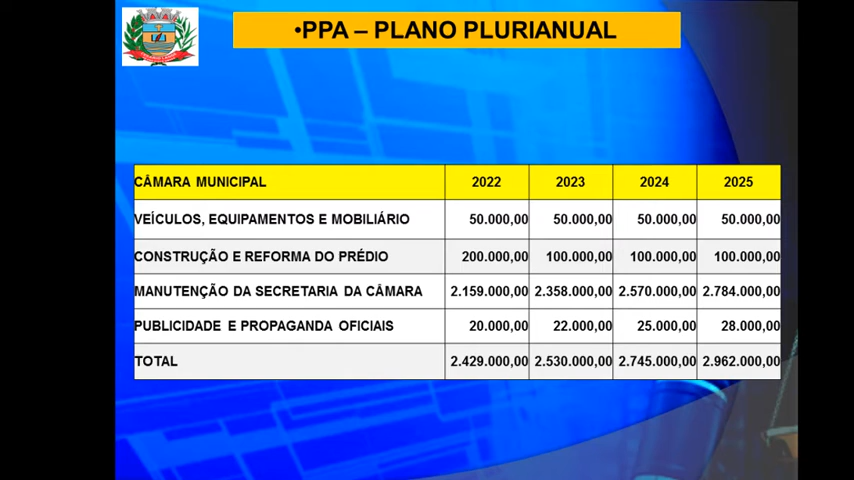 •PPA – PLANO PLURIANUAL
CÂMARA MUNICIPAL 2022 2023 2024 2025
VEÍCULOS, EQUIPAMENTOS E MOBILIÁRIO 50.000,00 50.000,00 50.000,00 50.000,00
CONSTRUÇÃO E REFORMA DO PRÉDIO 200.000,00 100.000,00 100.000,00 100.000,00
MANUTENÇÃO DA SECRETARIA DA CÂMARA 2.159.000,00 2.358.000,00 2.570.000,00 2.784.000,00
PUBLICIDADE E PROPAGANDA OFICIAIS 20.000,00 22.000,00 25.000,00 28.000,00
TOTAL 2.429.000,00 2.530.000,00 2.745.000,00 2.962.000,00